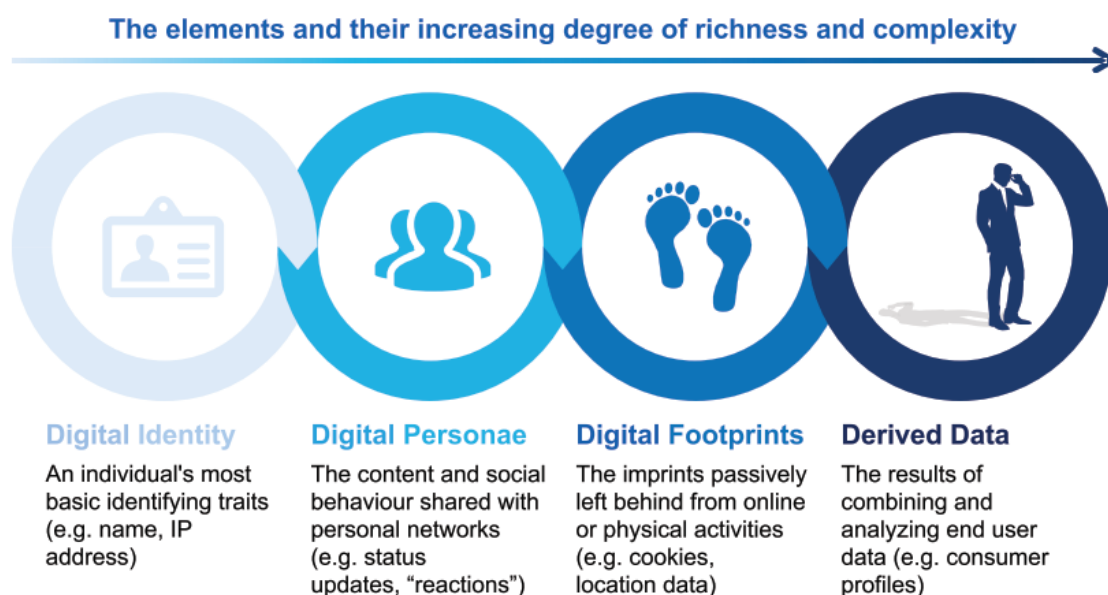 The elements and their increasing degree of richness and complexity
Digital Identity
An individual's most
basic identifying traits
(e.g. name, IP
address)
Digital Personae
The content and social
behaviour shared with
personal networks
(e.g. status
updates, “reactions”)
Digital Footprints
The imprints passively
left behind from online
or physical activities
(e.g. cookies,
location data)
Derived Data
The results of
combining and
analyzing end user
data (e.g. consumer
profiles)